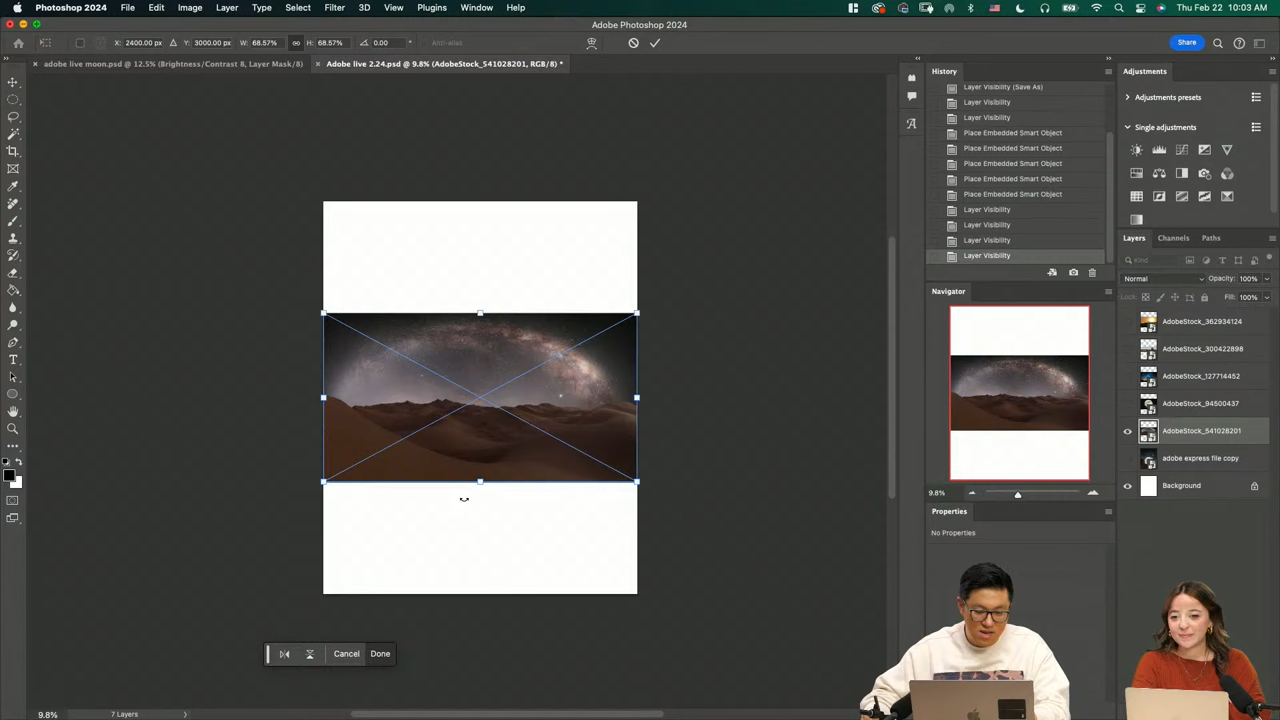 Photoshop 2024 File Edit Image Layer Type Select Filter 3D View Plugins Window Help Thu Feb 22 10:03 AM
Adobe Photoshop 2024
X: 2400.00 px Y: 3000.00 px W: 68.57% H: 68.57% 0.00 ° Anti-alias Share
adobe live moon.psd @ 12.5% (Brightness/Contrast 8, Layer Mask/8) Adobe live 2.24.psd @ 9.8% (AdobeStock_541028201, RGB/8) *
History
Layer Visibility (Save As)
Layer Visibility
Layer Visibility
Place Embedded Smart Object
Place Embedded Smart Object
Place Embedded Smart Object
Place Embedded Smart Object
Place Embedded Smart Object
Layer Visibility
Layer Visibility
Layer Visibility
Layer Visibility
Navigator
9.8%
Properties
No Properties
Adjustments
Adjustments presets
Single adjustments
Layers Channels Paths
Kind
Normal Opacity: 100%
Lock: Fill: 100%
AdobeStock_362934124
AdobeStock_300422898
AdobeStock_127714452
AdobeStock_94500437
AdobeStock_541028201
adobe express file copy
Background
Cancel Done
9.8% 7 Layers